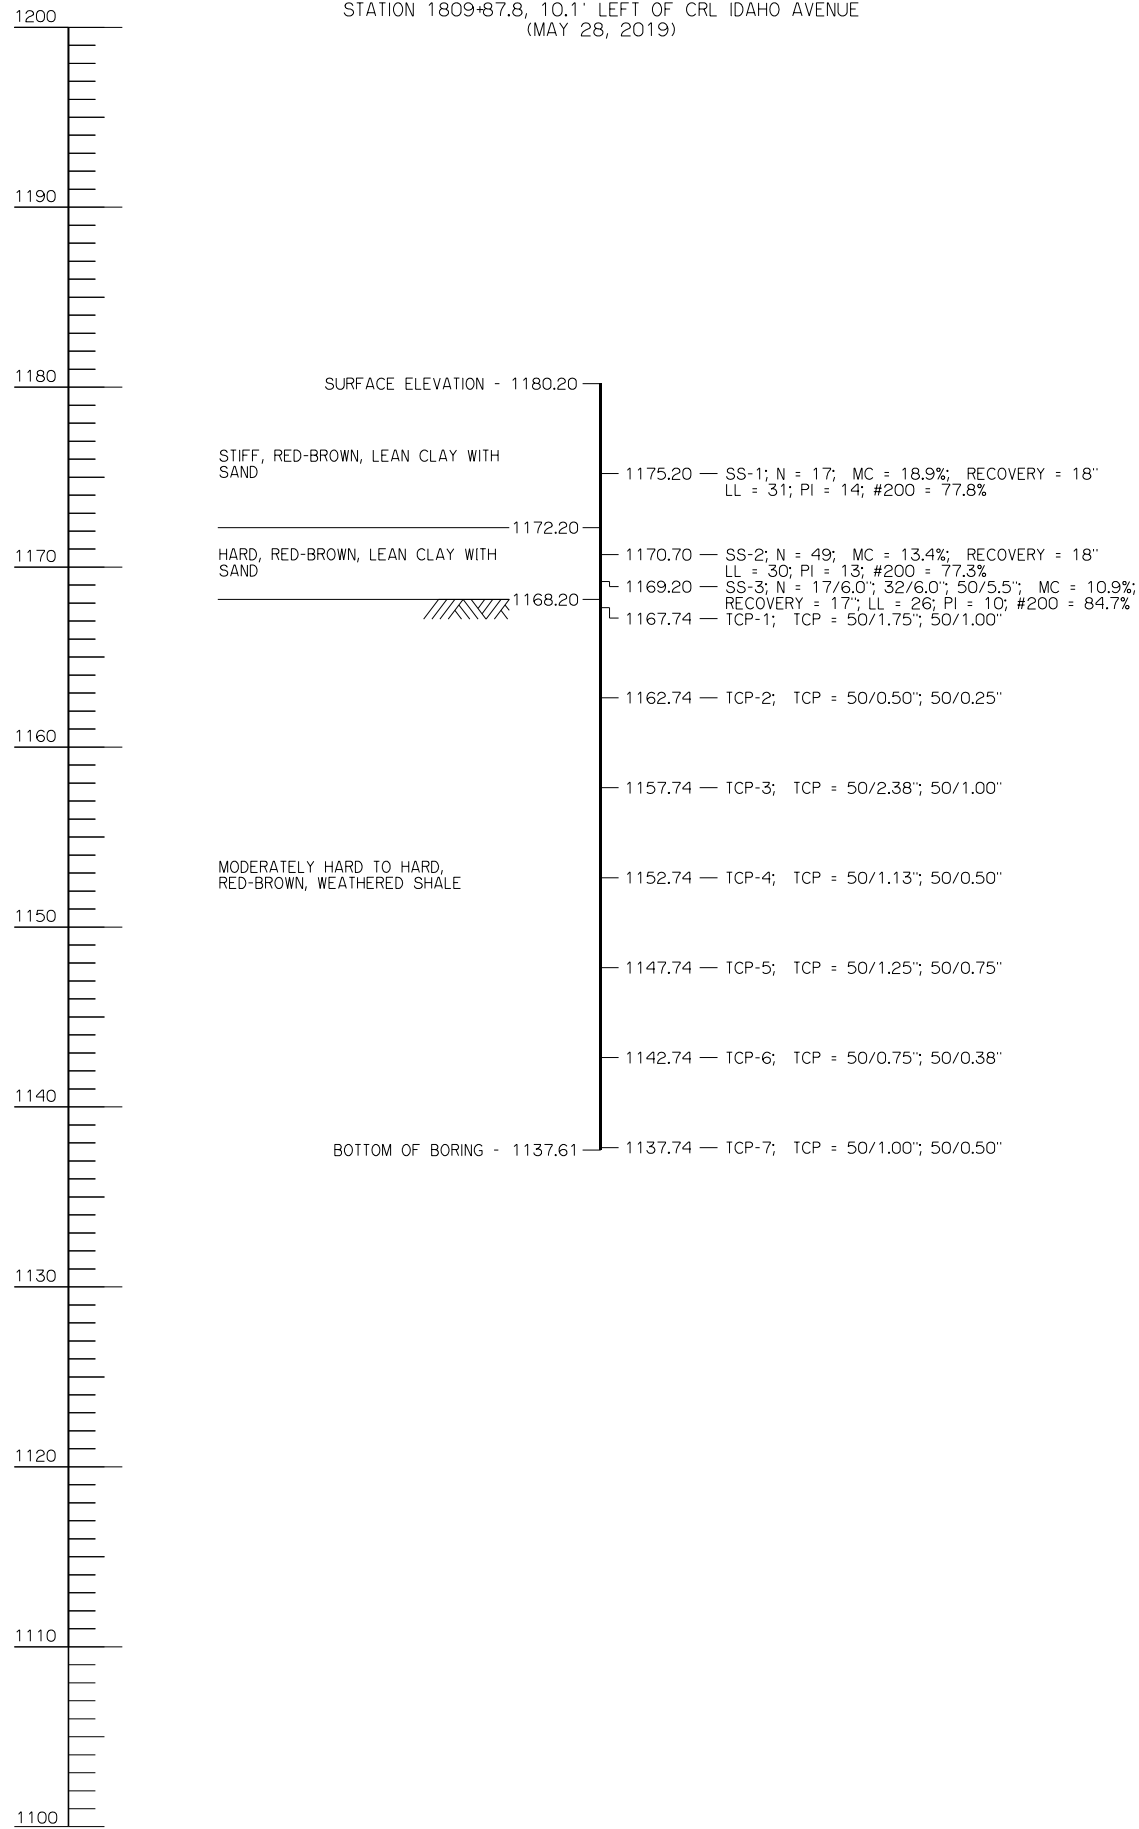 STATION 1809+87.8, 10.1' LEFT OF CRL IDAHO AVENUE
(MAY 28, 2019)
1200
1190
1180
SURFACE ELEVATION - 1180.20
STIFF, RED-BROWN, LEAN CLAY WITH
SAND
1175.20 — SS-1; N = 17; MC = 18.9%; RECOVERY = 18"
LL = 31; PI = 14; #200 = 77.8%
1172.20
1170
HARD, RED-BROWN, LEAN CLAY WITH
SAND
1170.70 — SS-2; N = 49; MC = 13.4%; RECOVERY = 18"
LL = 30; PI = 13; #200 = 77.3%
1169.20 — SS-3; N = 17/6.0"; 32/6.0"; 50/5.5"; MC = 10.9%;
RECOVERY = 17"; LL = 26; PI = 10; #200 = 84.7%
1168.20
1167.74 — TCP-1; TCP = 50/1.75"; 50/1.00"
1162.74 — TCP-2; TCP = 50/0.50"; 50/0.25"
1160
1157.74 — TCP-3; TCP = 50/2.38"; 50/1.00"
MODERATELY HARD TO HARD,
RED-BROWN, WEATHERED SHALE
1152.74 — TCP-4; TCP = 50/1.13"; 50/0.50"
1150
1147.74 — TCP-5; TCP = 50/1.25"; 50/0.75"
1142.74 — TCP-6; TCP = 50/0.75"; 50/0.38"
1140
BOTTOM OF BORING - 1137.61
1137.74 — TCP-7; TCP = 50/1.00"; 50/0.50"
1130
1120
1110
1100